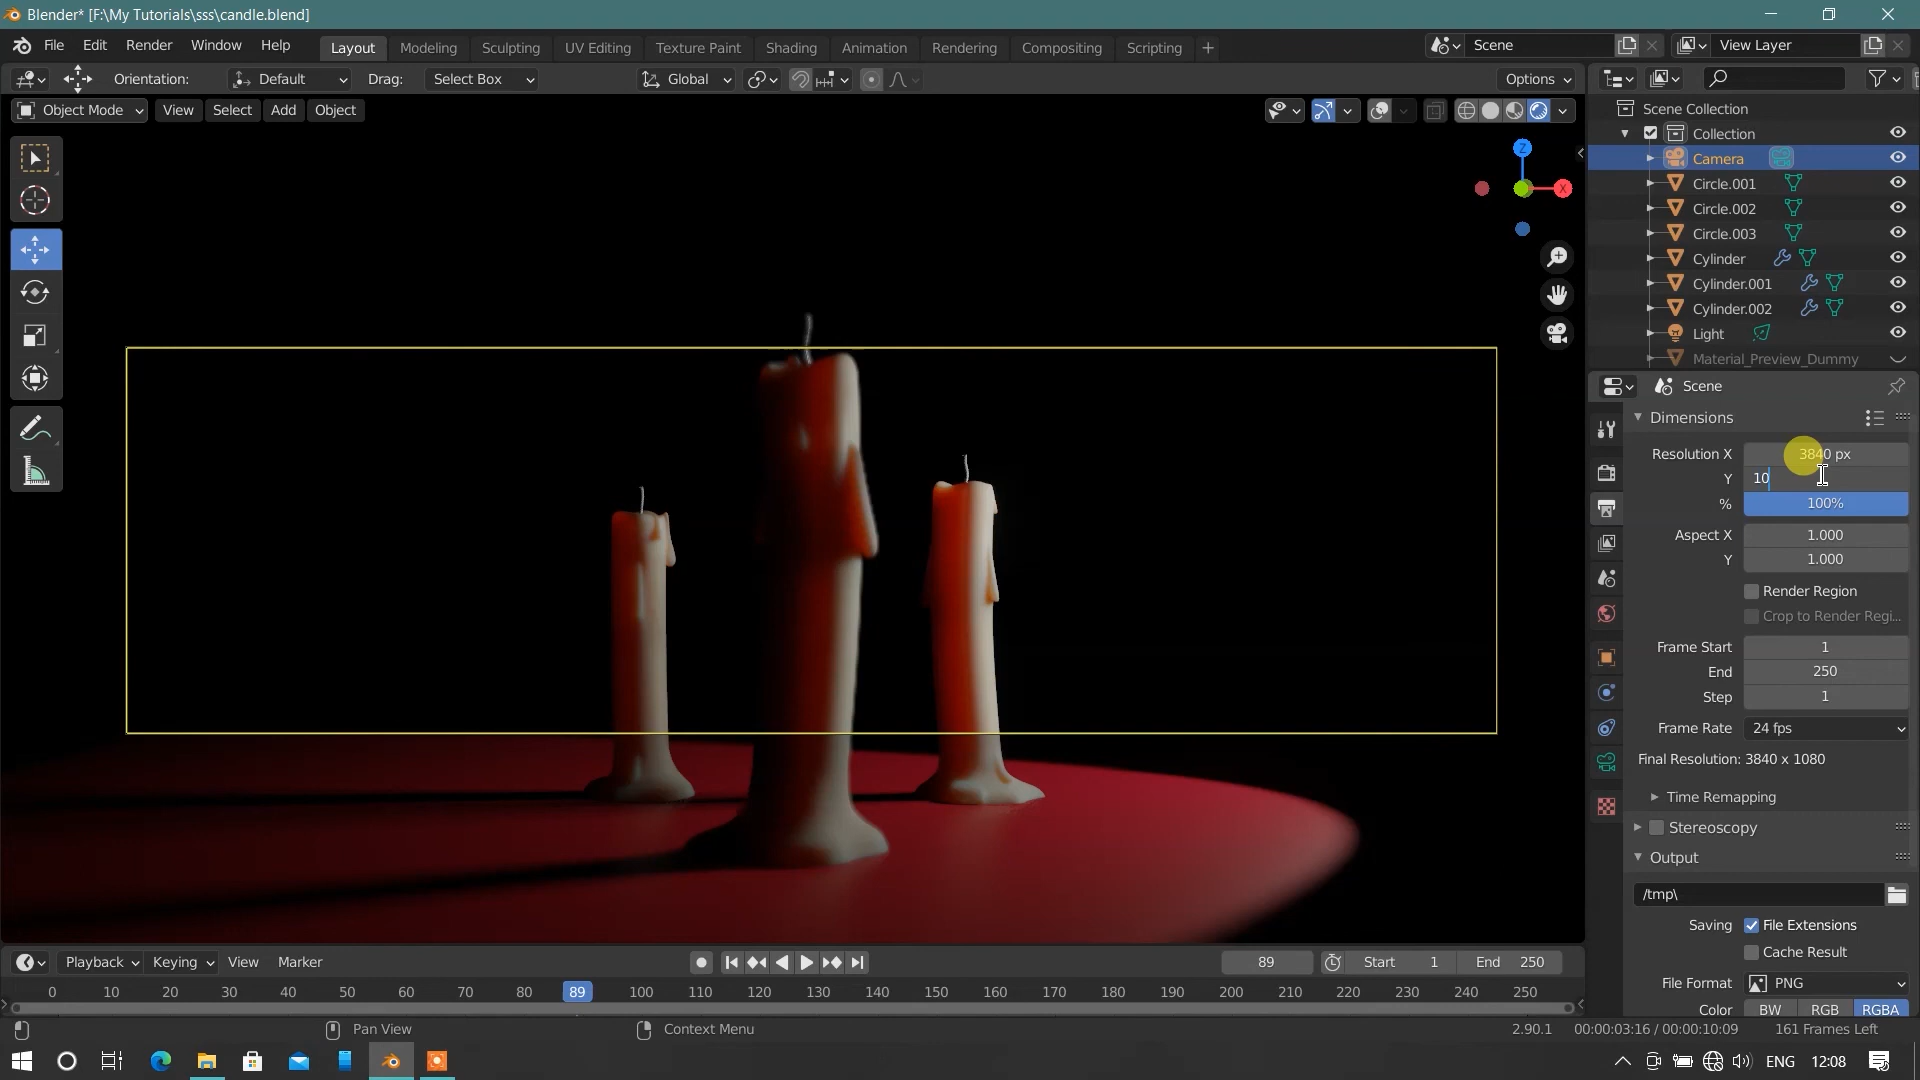 Blender* [F:\My Tutorials\sss\candle.blend]
File Edit Render Window Help Layout Modeling Sculpting UV Editing Texture Paint Shading Animation Rendering Compositing Scripting + Scene View Layer
Orientation: Default Drag: Select Box Global Options
Object Mode View Select Add Object
Z
X
Scene Collection
Collection
Camera
Circle.001
Circle.002
Circle.003
Cylinder
Cylinder.001
Cylinder.002
Light
Material_Preview_Dummy
Scene
Dimensions
Resolution X 3840 px
Y 10
% 100%
Aspect X 1.000
Y 1.000
Render Region
Crop to Render Regi...
Frame Start 1
End 250
Step 1
Frame Rate 24 fps
Final Resolution: 3840 x 1080
Time Remapping
Stereoscopy
Output
/tmp\
Saving File Extensions
Cache Result
File Format PNG
Color BW RGB RGBA
Playback Keying View Marker 89 Start 1 End 250
0 10 20 30 40 50 60 70 80 89 100 110 120 130 140 150 160 170 180 190 200 210 220 230 240 250
Pan View Context Menu 2.90.1 00:00:03:16 / 00:00:10:09 161 Frames Left
ENG 12:08